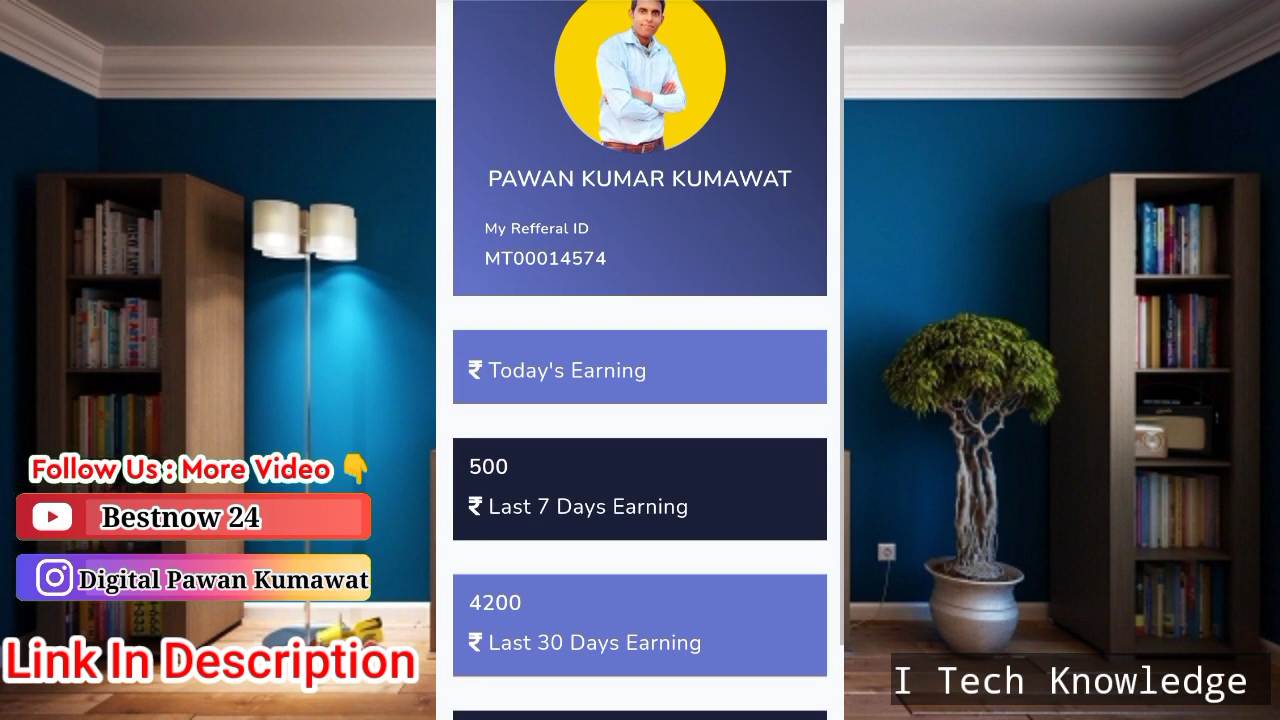 PAWAN KUMAR KUMAWAT
My Refferal ID
MT00014574
₹ Today's Earning
500
₹ Last 7 Days Earning
4200
₹ Last 30 Days Earning
Follow Us : More Video 👇
Bestnow 24
Digital Pawan Kumawat
Link In Description
I Tech Knowledge